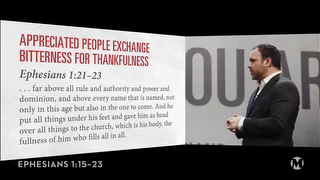 APPRECIATED PEOPLE EXCHANGE
BITTERNESS FOR THANKFULNESS
Ephesians 1:21–23
. . . far above all rule and authority and power and
dominion, and above every name that is named, not
only in this age but also in the one to come. And he
put all things under his feet and gave him as head
over all things to the church, which is his body, the
fullness of him who fills all in all.
OU AR
EPHESIANS 1:15–23
M